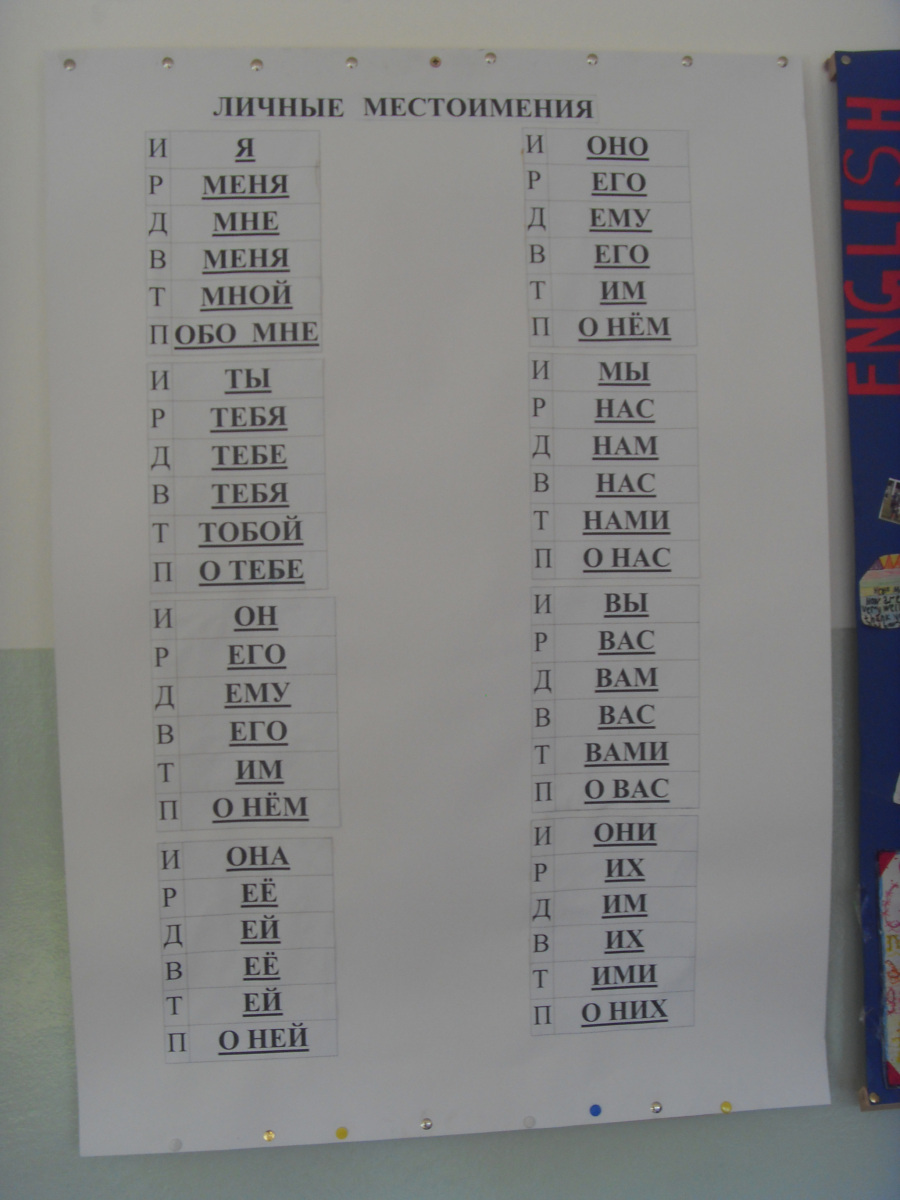 ЛИЧНЫЕ МЕСТОИМЕНИЯ
И Я
Р МЕНЯ
Д МНЕ
В МЕНЯ
Т МНОЙ
П ОБО МНЕ
И ТЫ
Р ТЕБЯ
Д ТЕБЕ
В ТЕБЯ
Т ТОБОЙ
П О ТЕБЕ
И ОН
Р ЕГО
Д ЕМУ
В ЕГО
Т ИМ
П О НЁМ
И ОНА
Р ЕЁ
Д ЕЙ
В ЕЁ
Т ЕЙ
П О НЕЙ
И ОНО
Р ЕГО
Д ЕМУ
В ЕГО
Т ИМ
П О НЁМ
И МЫ
Р НАС
Д НАМ
В НАС
Т НАМИ
П О НАС
И ВЫ
Р ВАС
Д ВАМ
В ВАС
Т ВАМИ
П О ВАС
И ОНИ
Р ИХ
Д ИМ
В ИХ
Т ИМИ
П О НИХ
ENGLISH